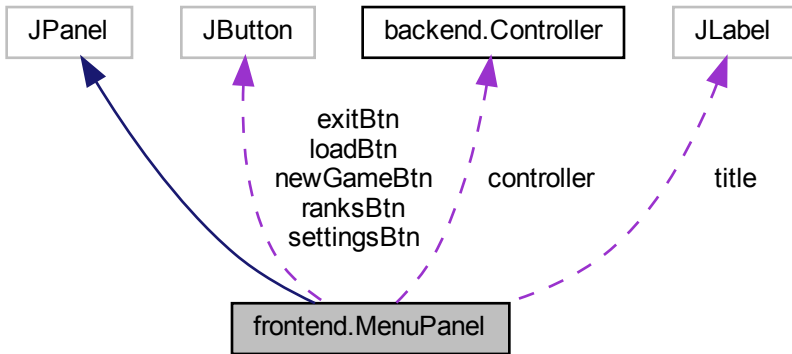 JPanel
JButton
backend.Controller
JLabel
exitBtn
loadBtn
newGameBtn
ranksBtn
settingsBtn
controller
title
frontend.MenuPanel